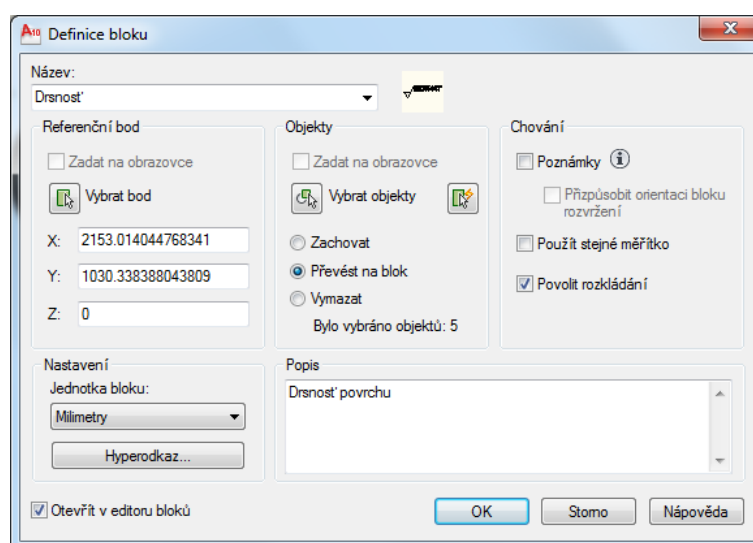 A10 Definice bloku
Název:
Drsnosť
Referenční bod
Zadat na obrazovce
Vybrat bod
X: 2153.014044768341
Y: 1030.338388043809
Z: 0
Objekty
Zadat na obrazovce
Vybrat objekty
Zachovat
Převést na blok
Vymazat
Bylo vybráno objektů: 5
Chování
Poznámky
Přizpůsobit orientaci bloku
rozvržení
Použít stejné měřítko
Povolit rozkládání
Nastavení
Jednotka bloku:
Milimetry
Hyperodkaz...
Popis
Drsnosť povrchu
Otevřít v editoru bloků
OK
Storno
Nápověda